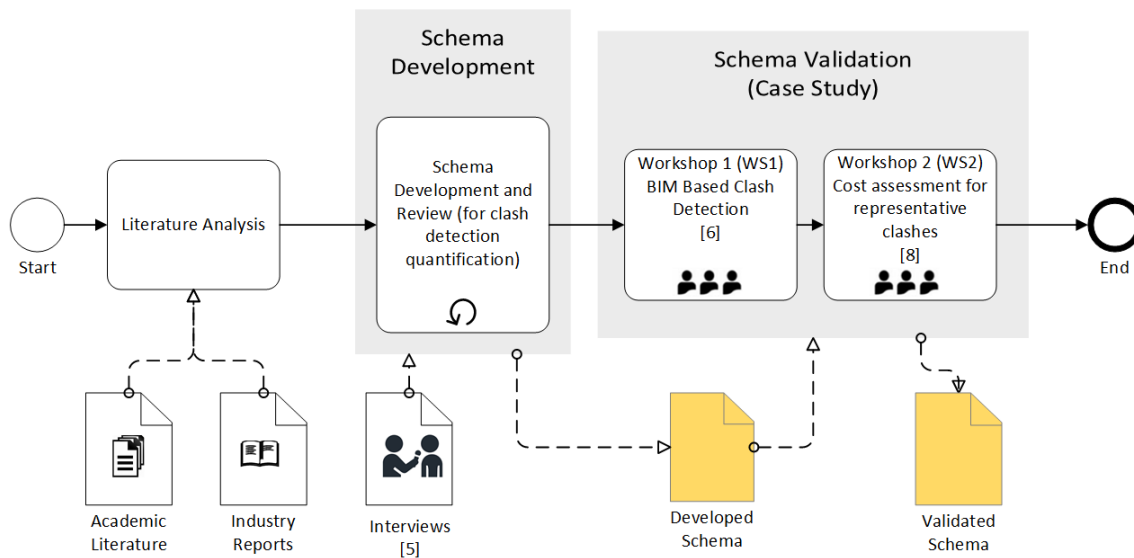 Schema
Development
Schema Validation
(Case Study)
Start
Literature Analysis
Schema
Development and
Review (for clash
detection
quantification)
Workshop 1 (WS1)
BIM Based Clash
Detection
[6]
Workshop 2 (WS2)
Cost assessment for
representative
clashes
[8]
End
Academic
Literature
Industry
Reports
Interviews
[5]
Developed
Schema
Validated
Schema